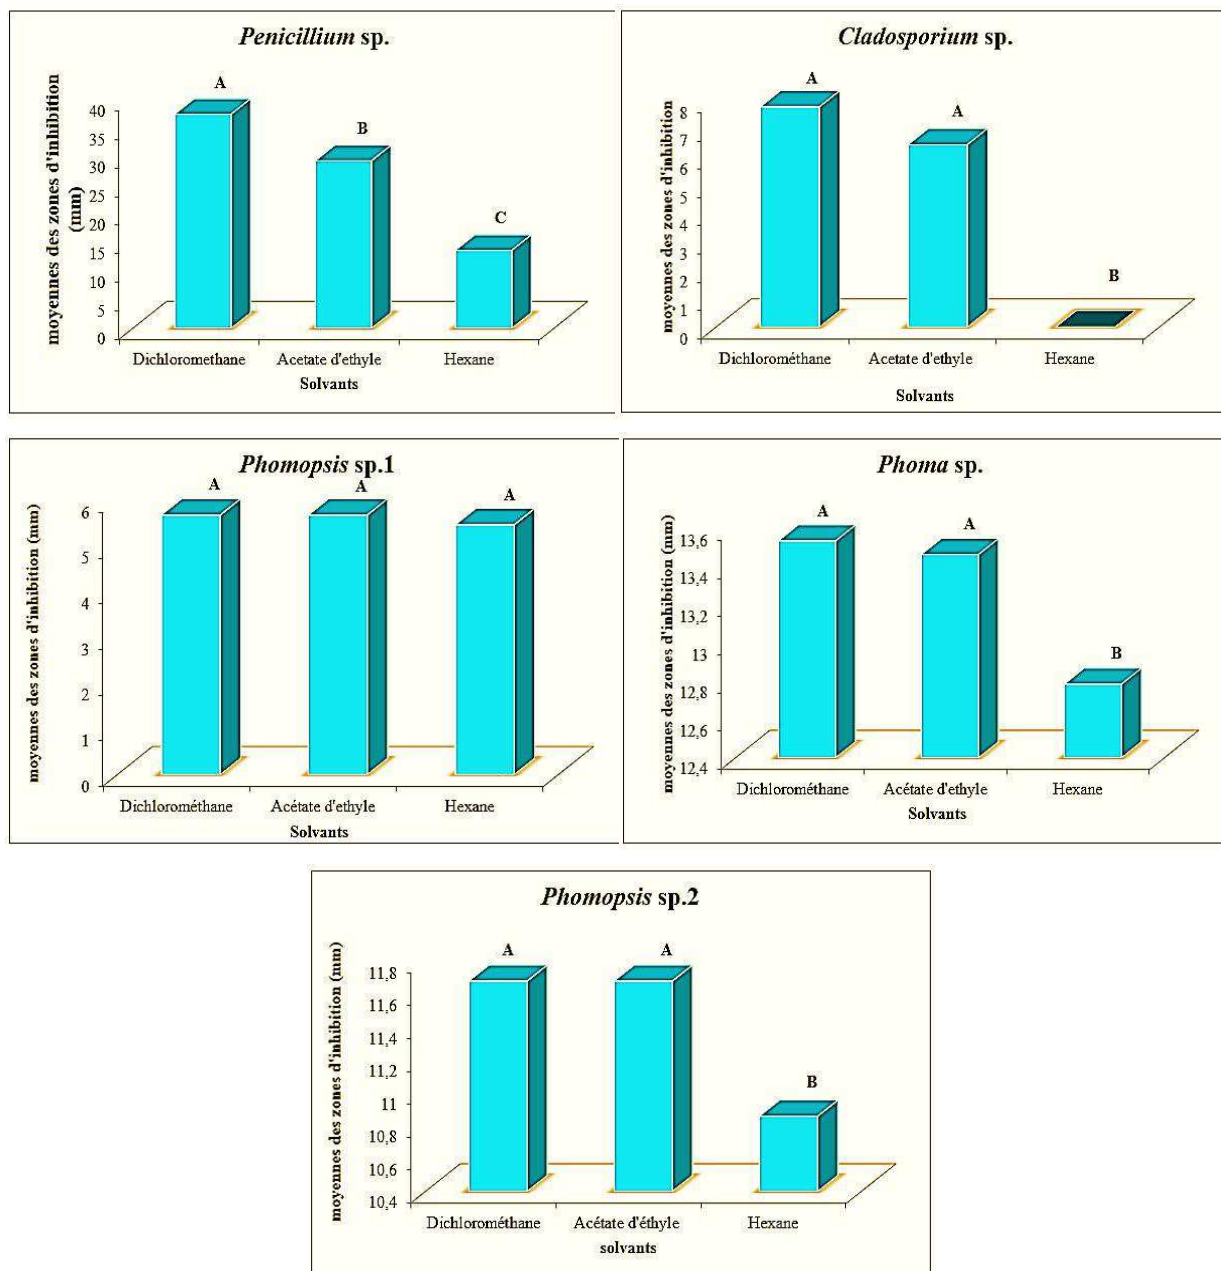 Penicillium sp.
moyennes des zones d'inhibition
(mm)
A
B
C
40
35
30
25
20
15
10
5
0
Dichloromethane Acetate d'ethyle Hexane
Solvants
Cladosporium sp.
moyennes des zones d'inhibition
A
A
B
8
7
6
5
4
3
2
1
0
Dichlorométhane Acetate d'ethyle Hexane
Solvants
Phomopsis sp.1
moyennes des zones d'inhibition (mm)
A
A
A
6
5
4
3
2
1
0
Dichlorométhane Acétate d'ethyle Hexane
Solvants
Phoma sp.
moyennes des zones d'inhibition (mm)
A
A
B
13,6
13,4
13,2
13
12,8
12,6
12,4
Dichlorométhane Acétate d'ethyle Hexane
Solvants
Phomopsis sp.2
moyennes des zones d'inhibition (mm)
A
A
B
11,8
11,6
11,4
11,2
11
10,8
10,6
10,4
Dichlorométhane Acétate d'éthyle Hexane
solvants